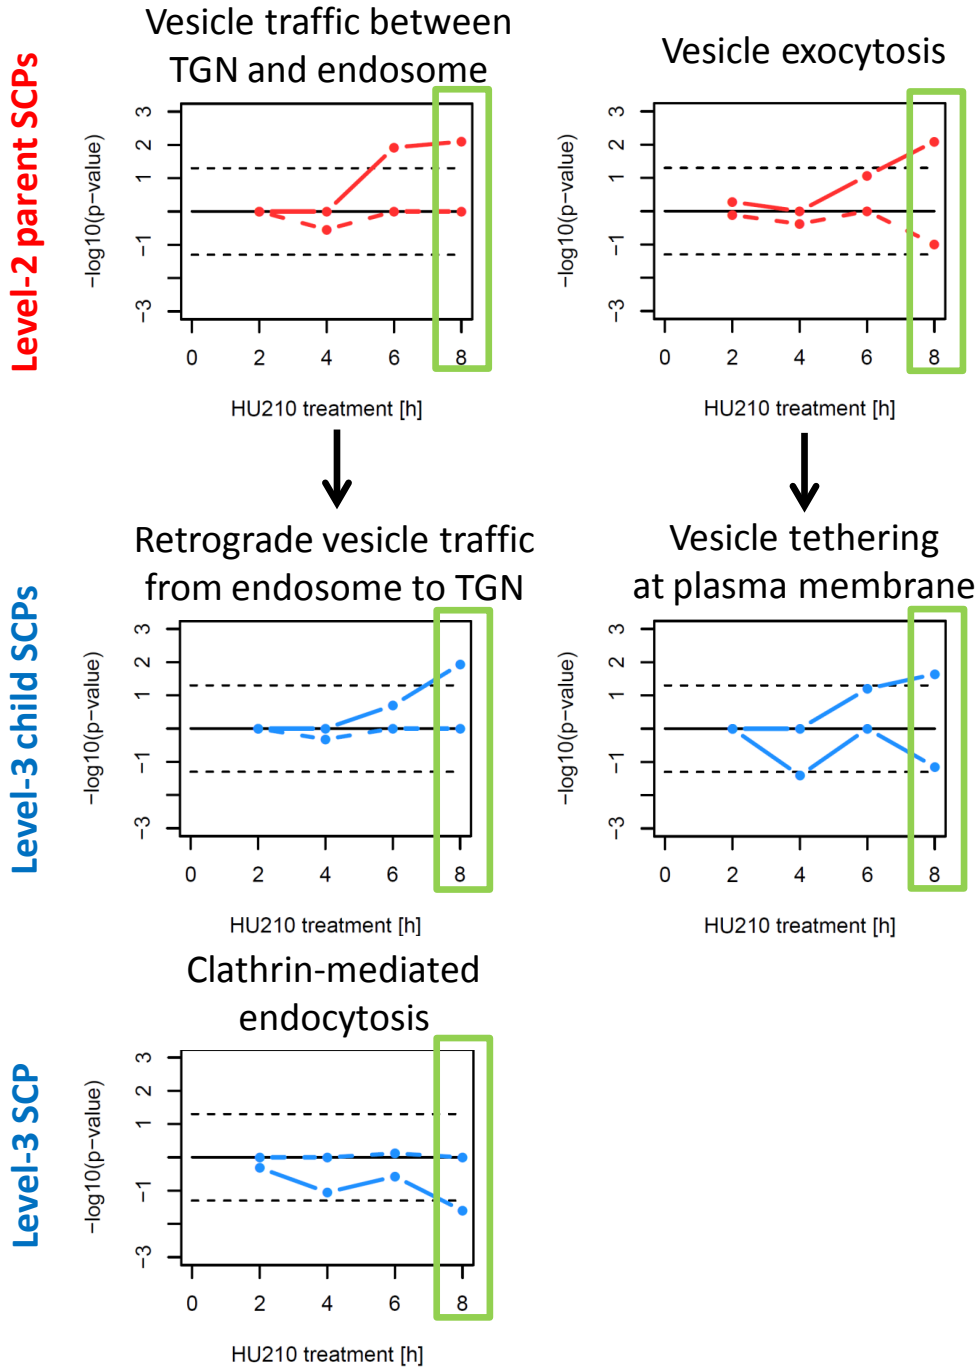 Level-2 parent SCPs
Vesicle traffic between
TGN and endosome
−log10(p−value)
3
2
1
−1
−3
0 2 4 6 8
HU210 treatment [h]
Vesicle exocytosis
−log10(p−value)
3
2
1
−1
−3
0 2 4 6 8
HU210 treatment [h]
Level-3 child SCPs
Retrograde vesicle traffic
from endosome to TGN
−log10(p−value)
3
2
1
−1
−3
0 2 4 6 8
HU210 treatment [h]
Vesicle tethering
at plasma membrane
−log10(p−value)
3
2
1
−1
−3
0 2 4 6 8
HU210 treatment [h]
Level-3 SCP
Clathrin-mediated
endocytosis
−log10(p−value)
3
2
1
−1
−3
0 2 4 6 8
HU210 treatment [h]